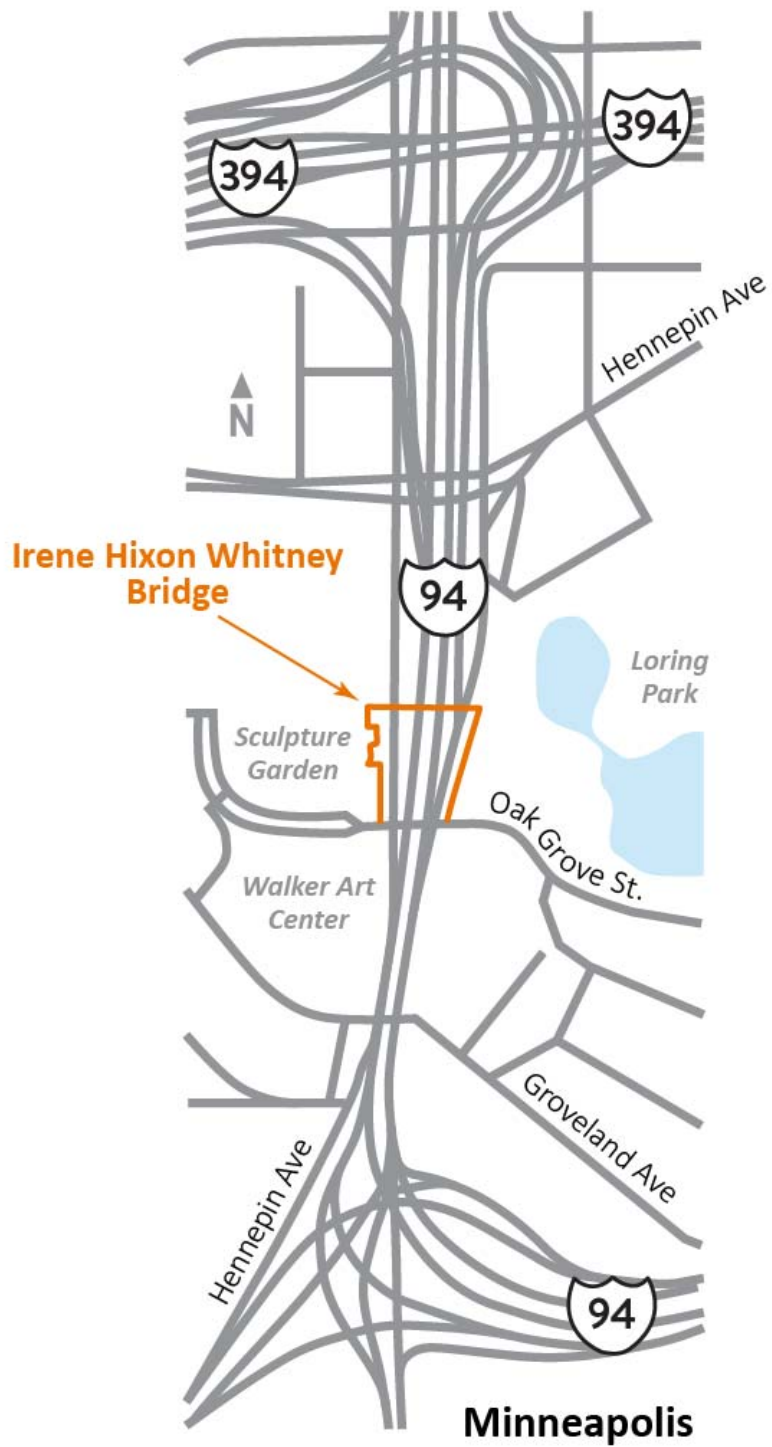 394
394
Hennepin Ave
N
Irene Hixon Whitney
Bridge
94
Loring
Park
Sculpture
Garden
Oak Grove St.
Walker Art
Center
Groveland Ave
Hennepin Ave
94
Minneapolis